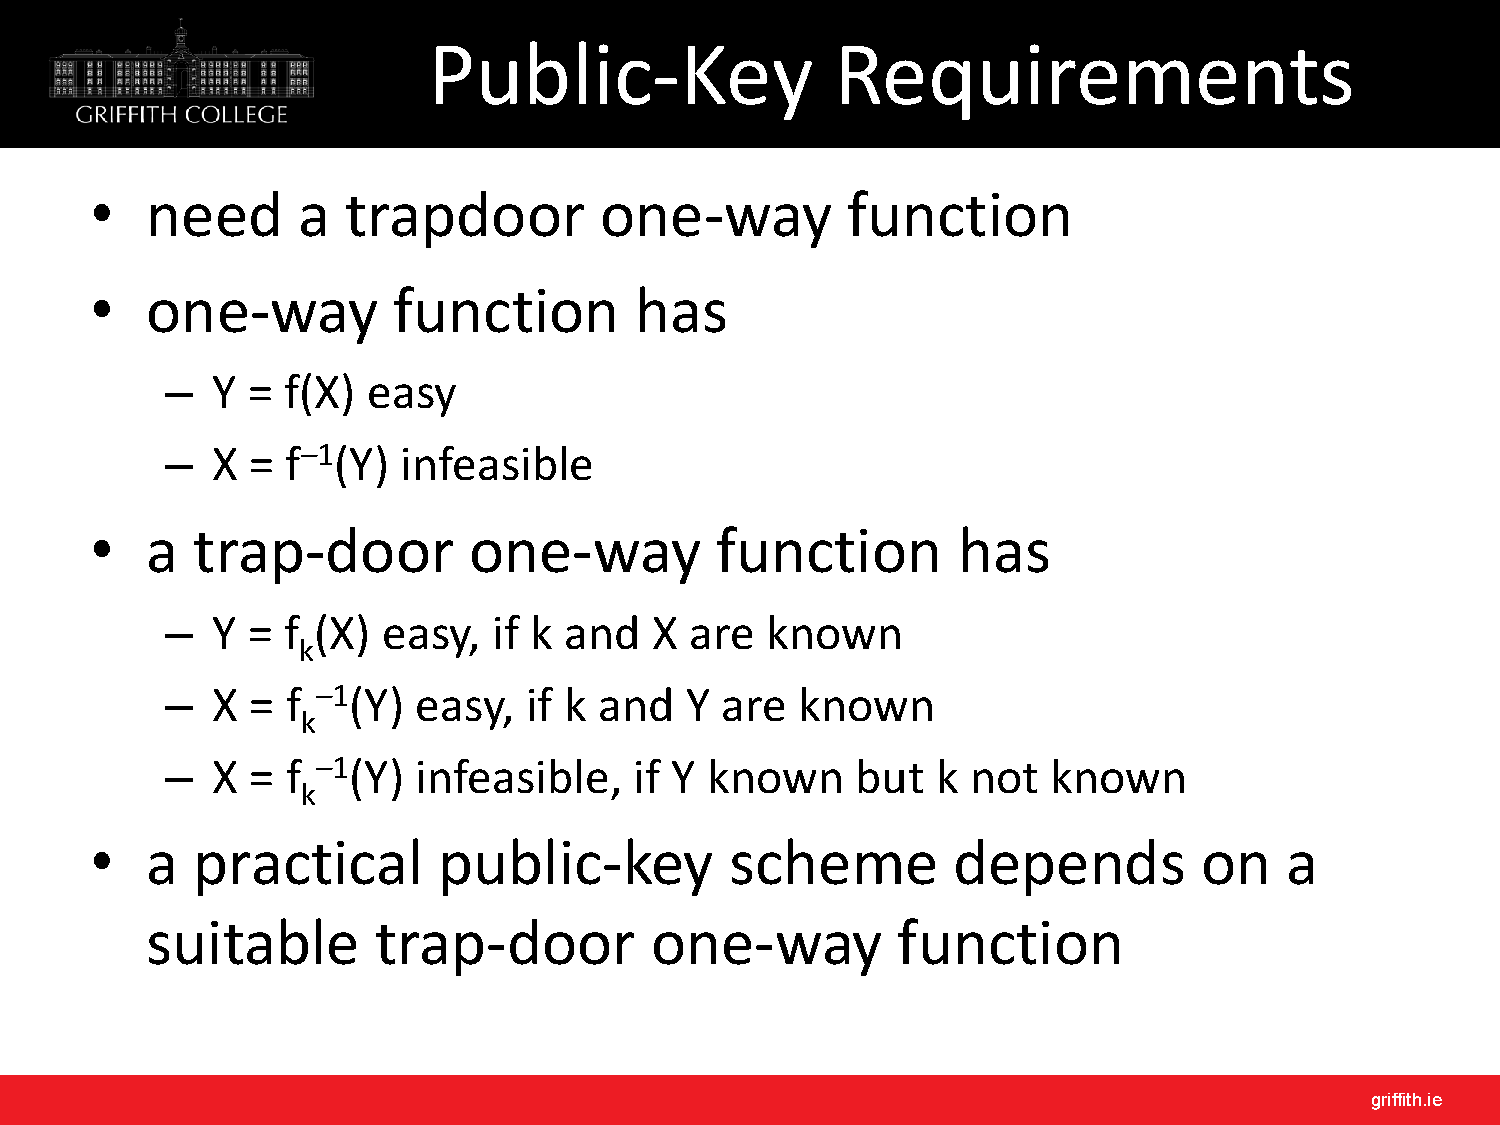 GRIFFITH COLLEGE
Public-Key Requirements
• need a trapdoor one-way function
• one-way function has
– Y = f(X) easy
– X = f⁻¹(Y) infeasible
• a trap-door one-way function has
– Y = fₖ(X) easy, if k and X are known
– X = fₖ⁻¹(Y) easy, if k and Y are known
– X = fₖ⁻¹(Y) infeasible, if Y known but k not known
• a practical public-key scheme depends on a
suitable trap-door one-way function
griffith.ie